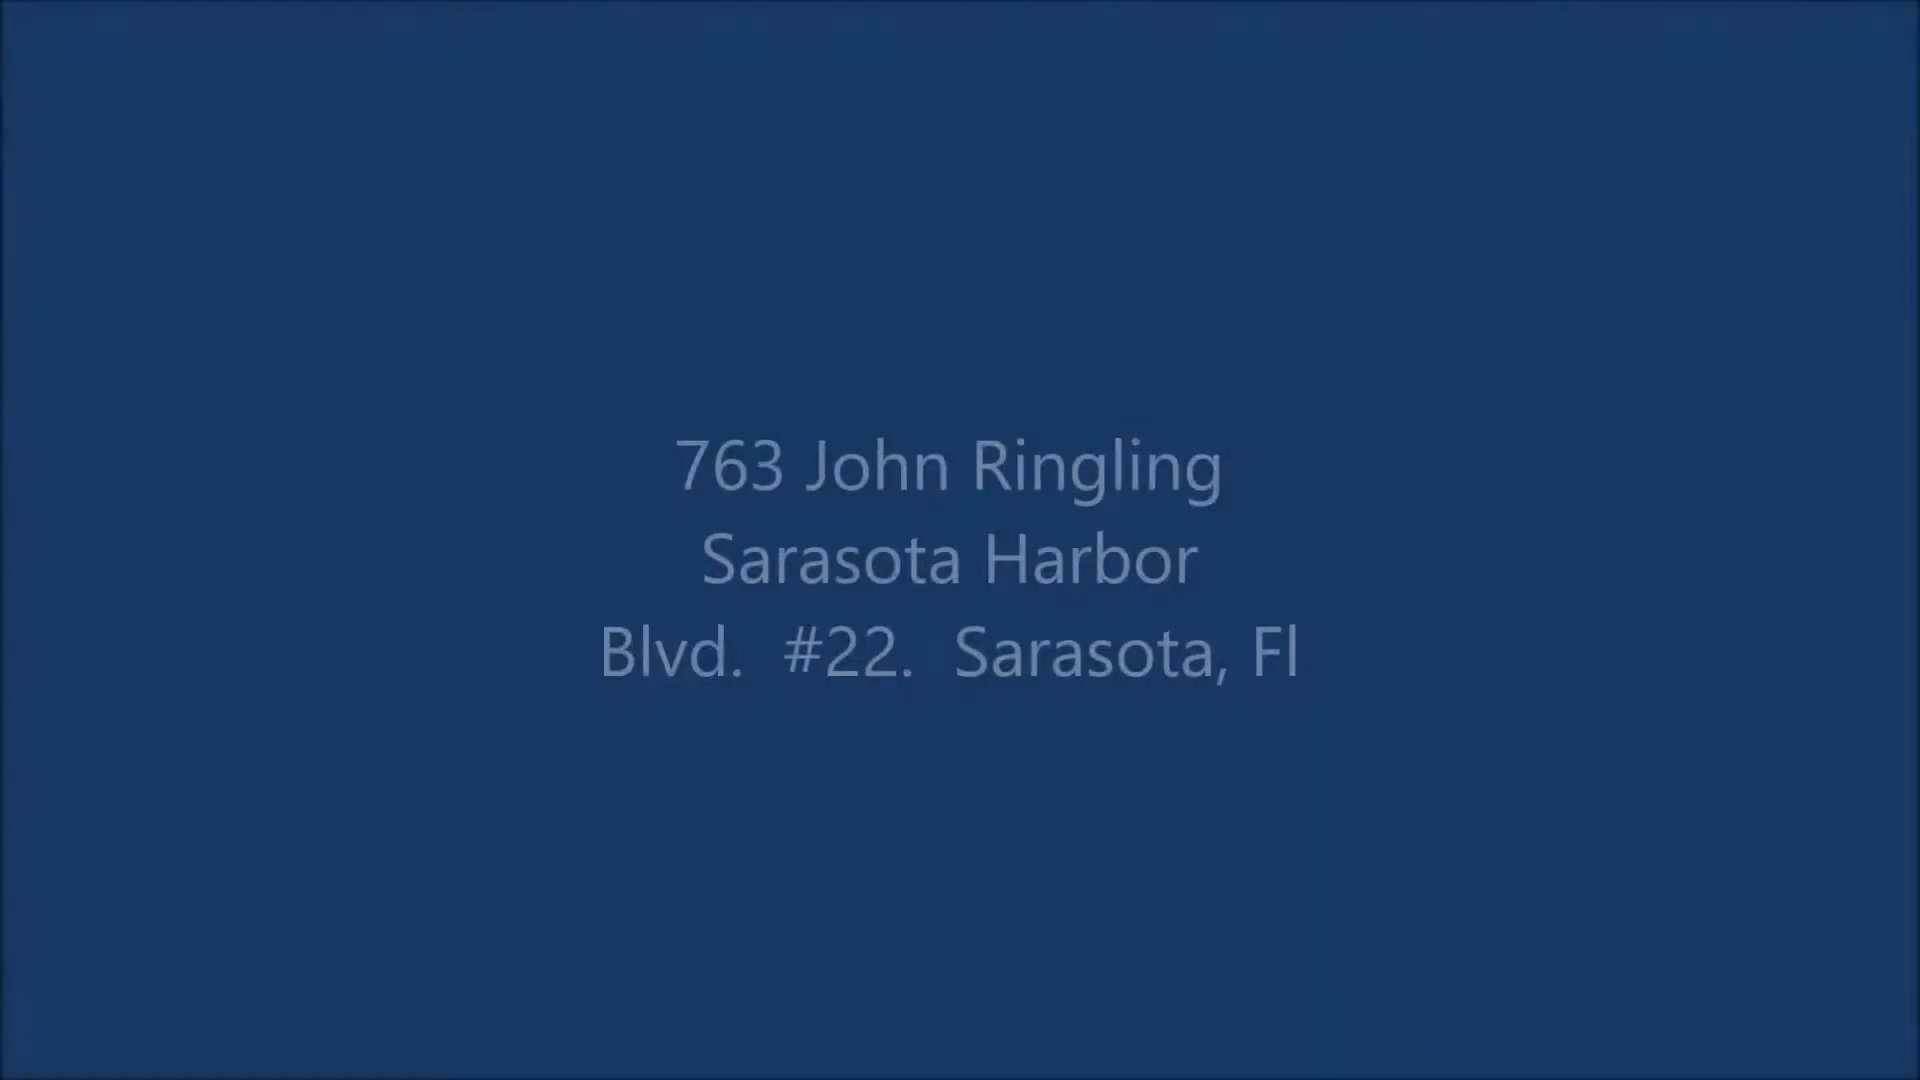 763 John Ringling
Sarasota Harbor
Blvd.  #22.  Sarasota, Fl